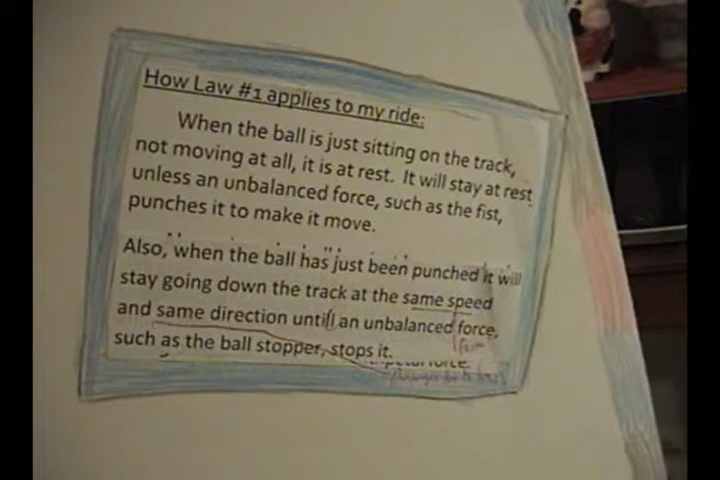 How Law #1 applies to my ride:
When the ball is just sitting on the track,
not moving at all, it is at rest. It will stay at rest
unless an unbalanced force, such as the fist,
punches it to make it move.
Also, when the ball has just been punched it will
stay going down the track at the same speed
and same direction until an unbalanced force,
such as the ball stopper, stops it.